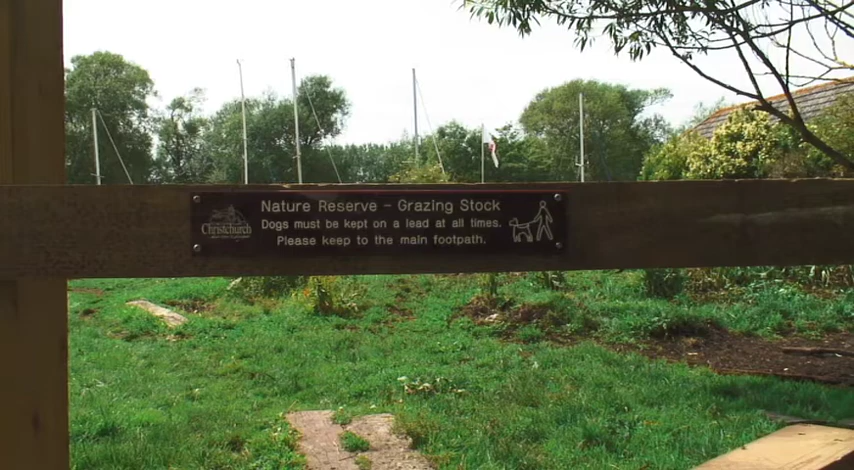 Nature Reserve - Grazing Stock
Dogs must be kept on a lead at all times.
Please keep to the main footpath.
Christchurch